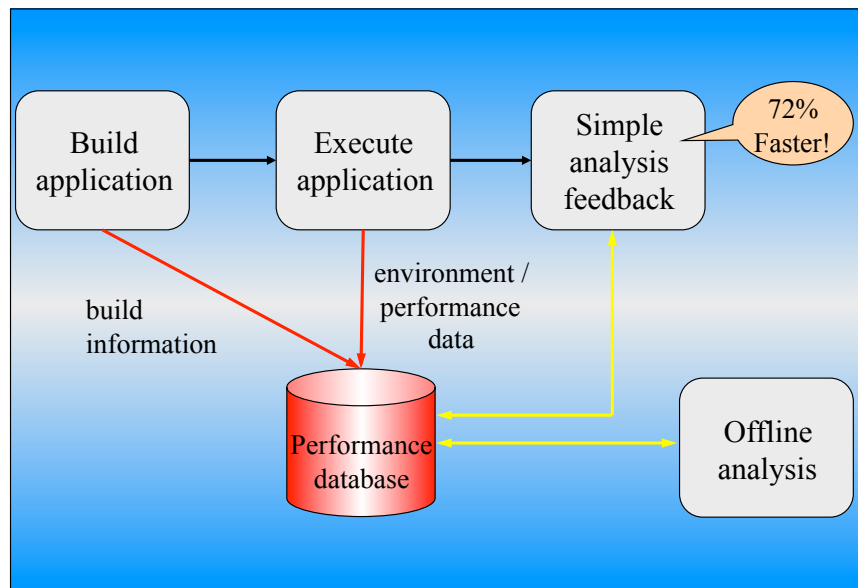 Build
application
Execute
application
Simple
analysis
feedback
72%
Faster!
build
information
environment /
performance
data
Performance
database
Offline
analysis